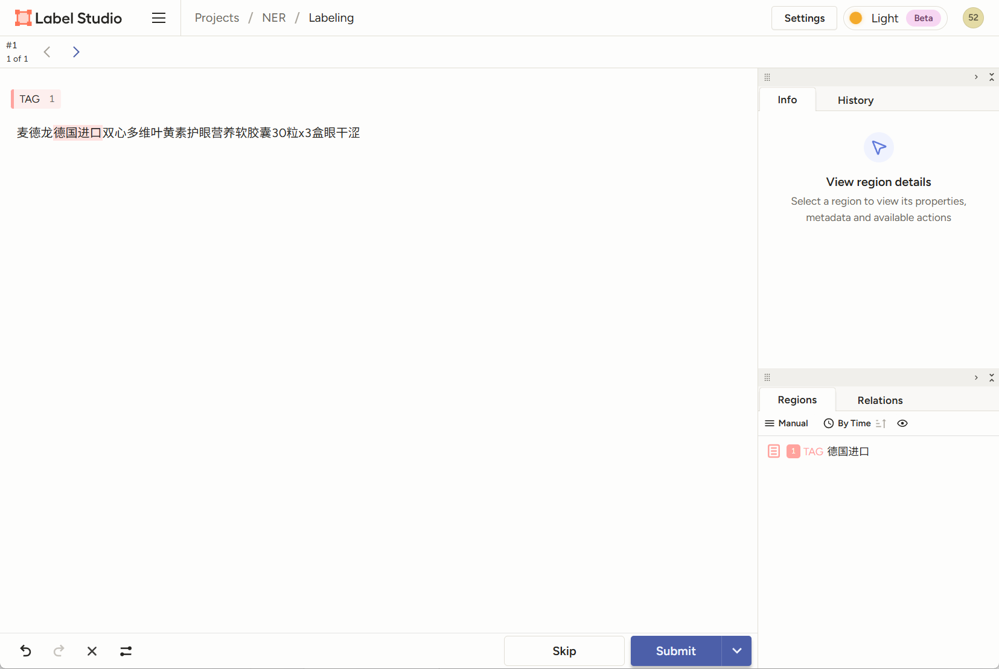 Label Studio
Projects / NER / Labeling
Settings
Light Beta
52
#1
1 of 1
TAG 1
麦德龙德国进口双心多维叶黄素护眼营养软胶囊30粒x3盒眼干涩
Info
History
View region details
Select a region to view its properties,
metadata and available actions
Regions
Relations
Manual
By Time
1 TAG 德国进口
Skip
Submit